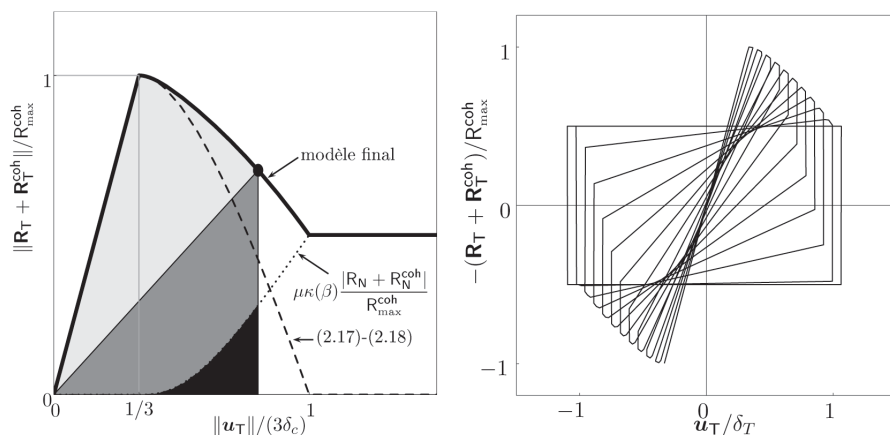 ‖R_T + R_T^coh‖/R_max^coh
1
0
0
1/3
1
‖u_T‖/(3δ_c)
modèle final
μκ(β) |R_N + R_N^coh| / R_max^coh
(2.17)-(2.18)
−(R_T + R_T^coh)/R_max^coh
1
0
−1
−1
0
1
u_T/δ_T